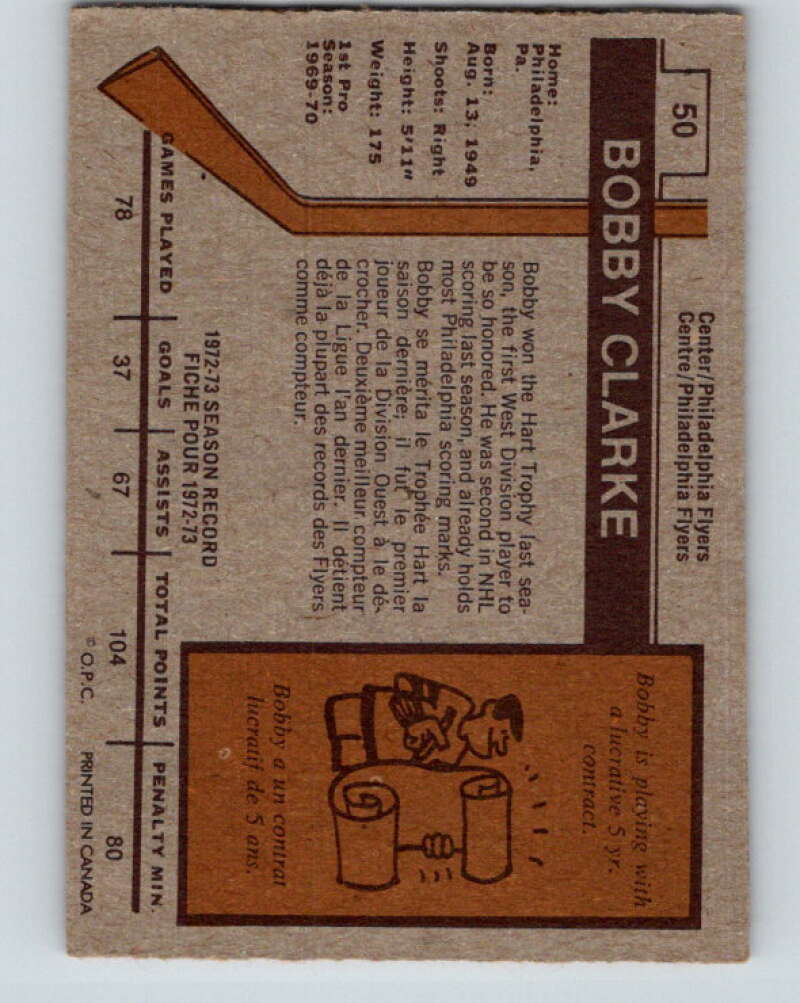 50
Center/Philadelphia Flyers
Centre/Philadelphia Flyers
BOBBY CLARKE
Home:
Philadelphia,
Pa.
Born:
Aug. 13, 1949
Shoots: Right
Height: 5'11"
Weight: 175
1st Pro
Season:
1969-70
Bobby won the Hart Trophy last sea-
son, the first West Division player to
be so honored. He was second in NHL
scoring last season, and already holds
most Philadelphia scoring marks.
Bobby se mérita le Trophée Hart la
saison dernière; il fut le premier
joueur de la Division Ouest à le dé-
crocher. Deuxième meilleur compteur
de la Ligue l'an dernier. Il détient
déjà la plupart des records des Flyers
comme compteur.
Bobby is playing with
a lucrative 5 yr.
contract.
Bobby a un contrat
lucratif de 5 ans.
1972-73 SEASON RECORD
FICHE POUR 1972-73
GAMES PLAYED GOALS ASSISTS TOTAL POINTS PENALTY MIN.
78 37 67 104 80
© O.P.C. PRINTED IN CANADA